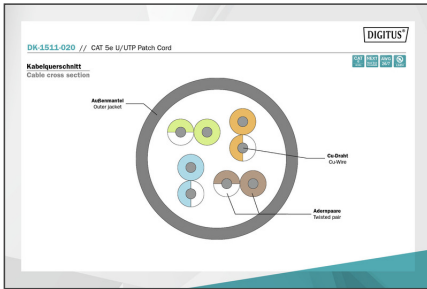 DIGITUS®
DK-1511-020 // CAT 5e U/UTP Patch Cord
Kabelquerschnitt
Cable cross section
Außenmantel
Outer jacket
Cu-Draht
Cu-Wire
Adernpaare
Twisted pair